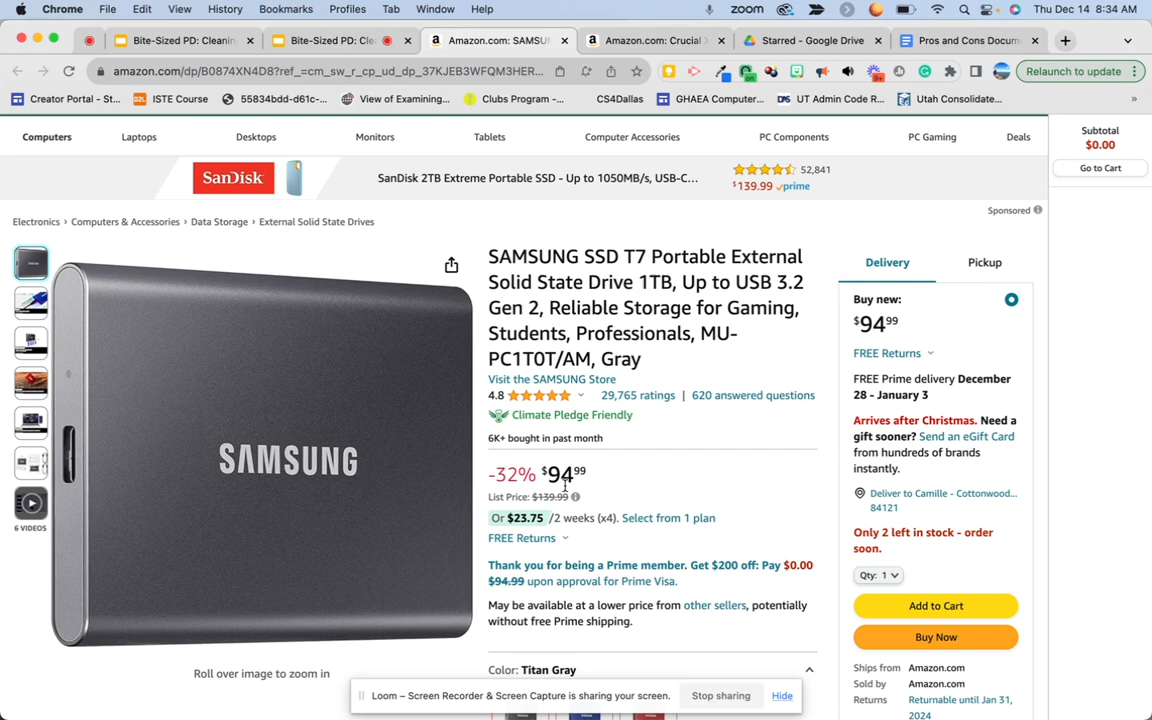 Chrome File Edit View History Bookmarks Profiles Tab Window Help zoom Thu Dec 14 8:34 AM
Bite-Sized PD: Cleanin Bite-Sized PD: Cle Amazon.com: SAMSU Amazon.com: Crucial X Starred - Google Drive Pros and Cons Docum
amazon.com/dp/B0874XN4D8?ref_=cm_sw_r_cp_ud_dp_37KJEB3WFQM3HER... on 9+ Relaunch to update
Creator Portal - St... ISTE Course 55834bdd-d61c-... View of Examining... Clubs Program -... CS4Dallas GHAEA Computer... UT Admin Code R... Utah Consolidate... »
Computers Laptops Desktops Monitors Tablets Computer Accessories PC Components PC Gaming Deals
Subtotal
$0.00
Go to Cart
SanDisk SanDisk 2TB Extreme Portable SSD - Up to 1050MB/s, USB-C... 52,841
$139.99 prime
Sponsored
Electronics › Computers & Accessories › Data Storage › External Solid State Drives
SAMSUNG
6 VIDEOS
Roll over image to zoom in
SAMSUNG SSD T7 Portable External
Solid State Drive 1TB, Up to USB 3.2
Gen 2, Reliable Storage for Gaming,
Students, Professionals, MU-
PC1T0T/AM, Gray
Visit the SAMSUNG Store
4.8 29,765 ratings | 620 answered questions
Climate Pledge Friendly
6K+ bought in past month
-32% $94 99
List Price: $139.99
Or $23.75 /2 weeks (x4). Select from 1 plan
FREE Returns
Thank you for being a Prime member. Get $200 off: Pay $0.00
$94.99 upon approval for Prime Visa.
May be available at a lower price from other sellers, potentially
without free Prime shipping.
Color: Titan Gray
Delivery Pickup
Buy new:
$94 99
FREE Returns
FREE Prime delivery December
28 - January 3
Arrives after Christmas. Need a
gift sooner? Send an eGift Card
from hundreds of brands
instantly.
Deliver to Camille - Cottonwood...
84121
Only 2 left in stock - order
soon.
Qty: 1
Add to Cart
Buy Now
Ships from Amazon.com
Sold by Amazon.com
Returns Returnable until Jan 31,
2024
Loom – Screen Recorder & Screen Capture is sharing your screen. Stop sharing Hide